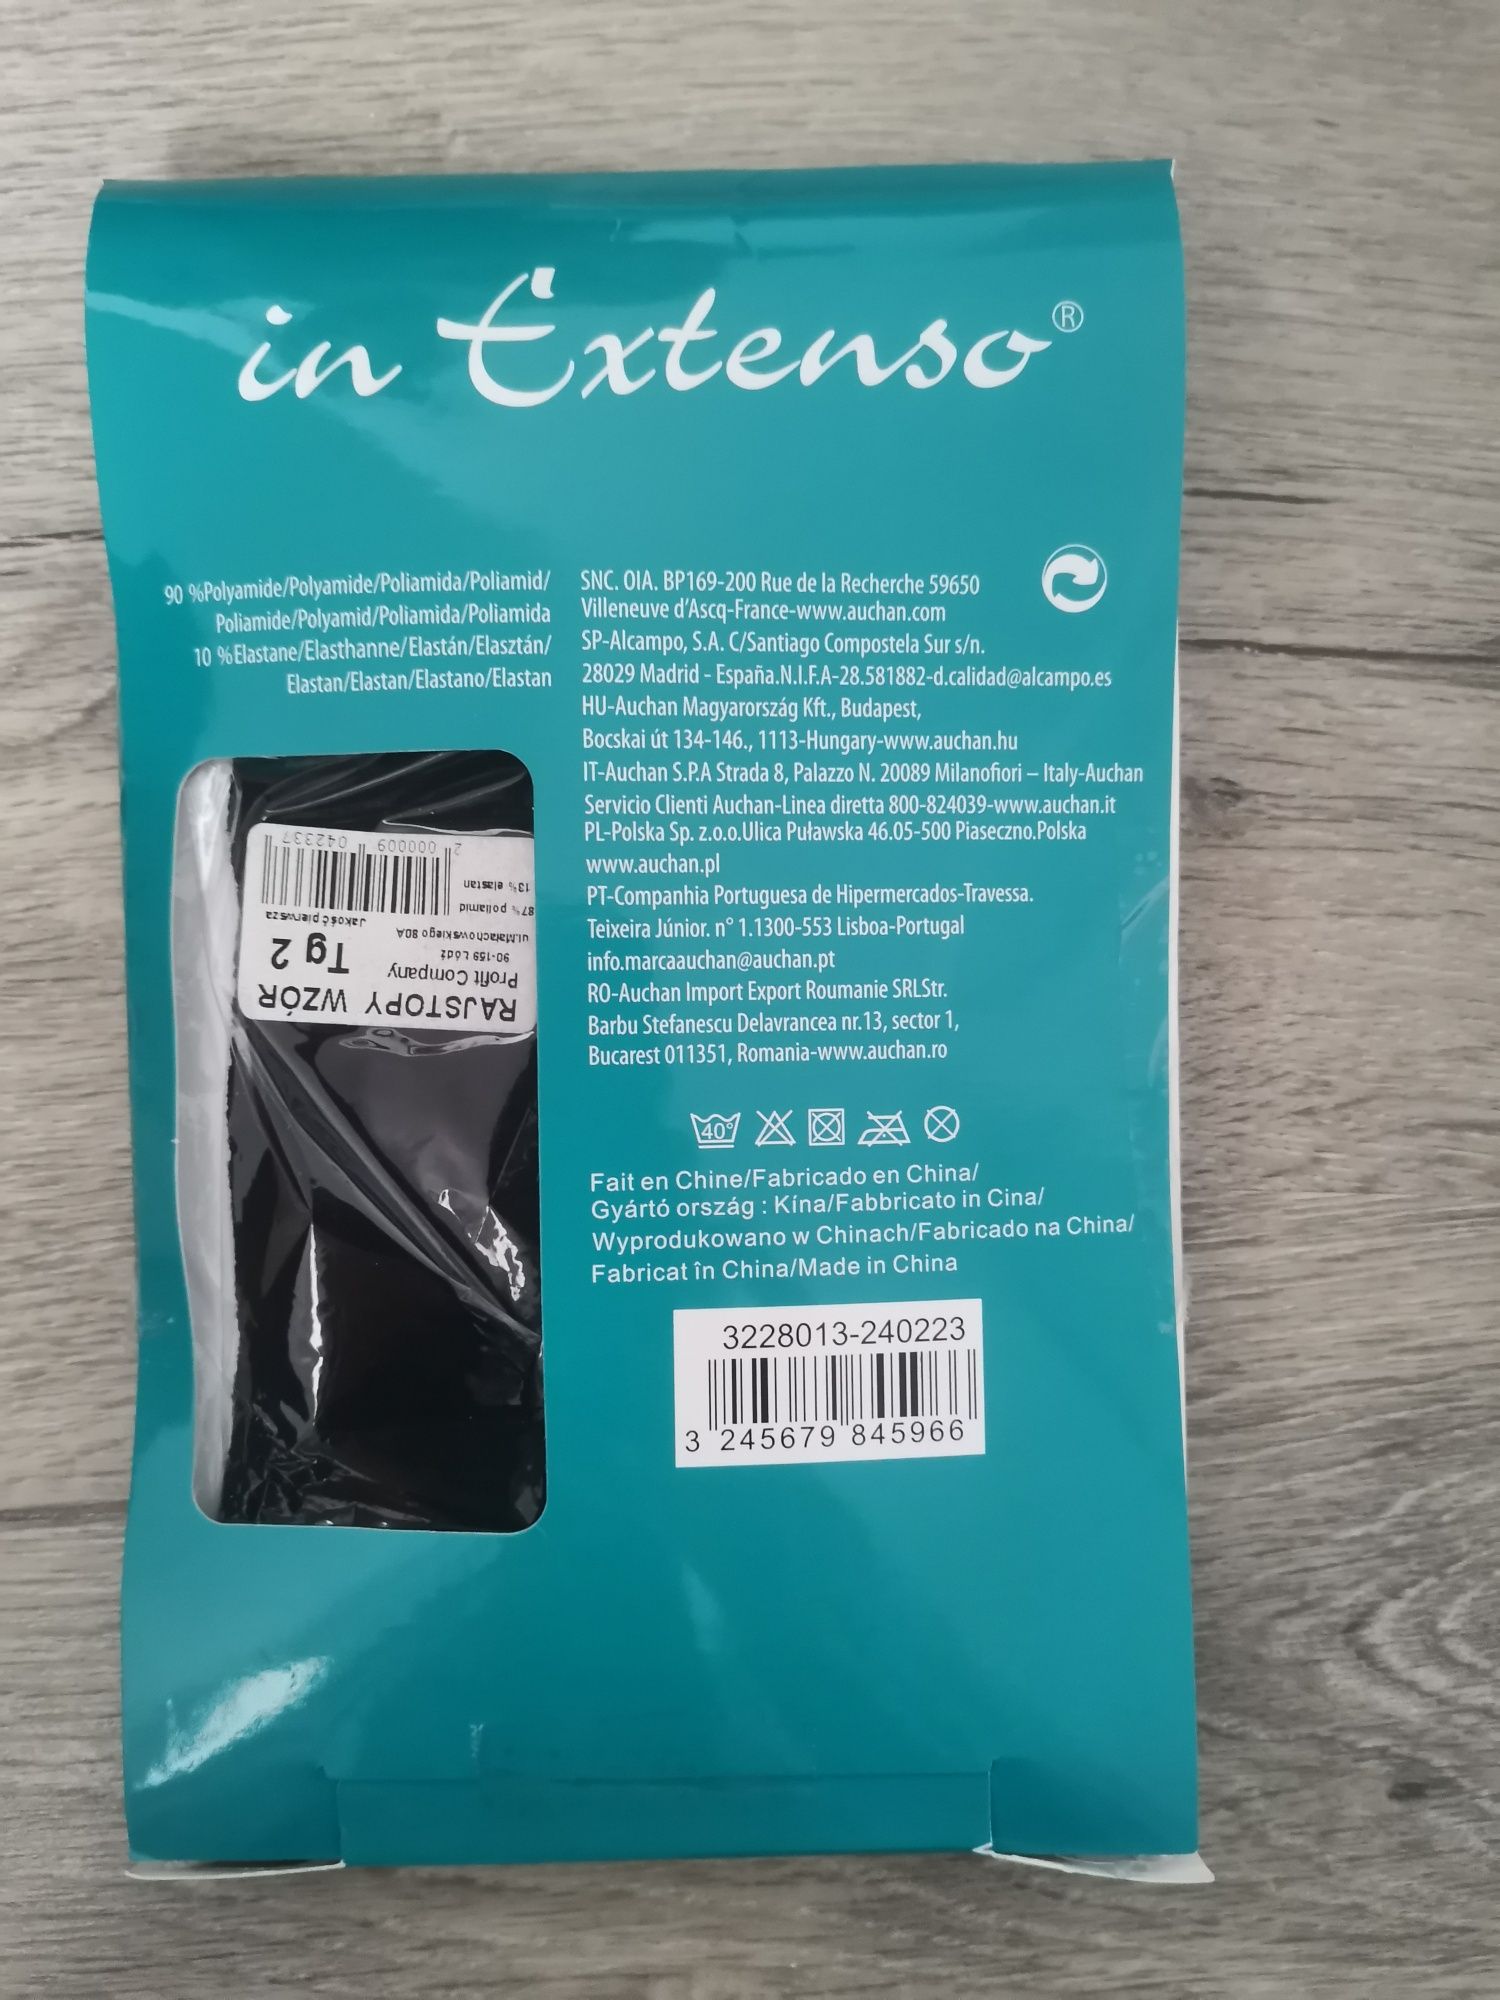 in Extenso®
90 %Polyamide/Polyamide/Poliamida/Poliamid/
Poliamide/Polyamid/Poliamida/Poliamida
10 %Elastane/Elasthanne/Elastán/Elasztán/
Elastan/Elastan/Elastano/Elastan
SNC. OIA. BP169-200 Rue de la Recherche 59650
Villeneuve d'Ascq-France-www.auchan.com
SP-Alcampo, S.A. C/Santiago Compostela Sur s/n.
28029 Madrid - España.N.I.F.A-28.581882-d.calidad@alcampo.es
HU-Auchan Magyarország Kft., Budapest,
Bocskai út 134-146., 1113-Hungary-www.auchan.hu
IT-Auchan S.P.A Strada 8, Palazzo N. 20089 Milanofiori – Italy-Auchan
Servicio Clienti Auchan-Linea diretta 800-824039-www.auchan.it
PL-Polska Sp. z.o.o.Ulica Puławska 46.05-500 Piaseczno.Polska
www.auchan.pl
PT-Companhia Portuguesa de Hipermercados-Travessa.
Teixeira Júnior. n° 1.1300-553 Lisboa-Portugal
info.marcaauchan@auchan.pt
RO-Auchan Import Export Roumanie SRLStr.
Barbu Stefanescu Delavrancea nr.13, sector 1,
Bucarest 011351, Romania-www.auchan.ro
40°
Fait en Chine/Fabricado en China/
Gyártó ország : Kína/Fabbricato in Cina/
Wyprodukowano w Chinach/Fabricado na China/
Fabricat în China/Made in China
3228013-240223
3 245679 845966
RAJSTOPY WZÓR
Profit Company
90-159 Łódź
Tg 2
ul.Małachowskiego 80A
Jakość pierwsza
87% poliamid
13% elastan
2 000009 042337